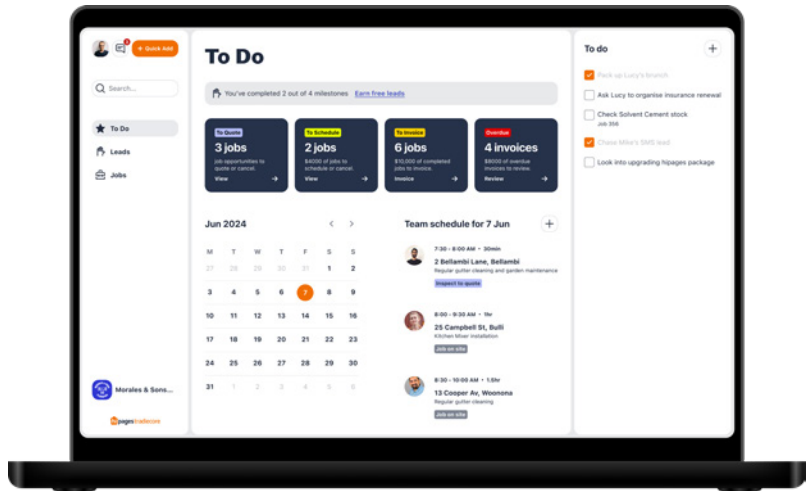 + Quick Add
Search...
To Do
Leads
Jobs
Morales & Sons...
hipages tradiecore
To Do
You've completed 2 out of 4 milestones Earn free leads
To Quote
3 jobs
job opportunities to
quote or cancel.
View
To Schedule
2 jobs
$4000 of jobs to
schedule or cancel.
View
To Invoice
6 jobs
$10,000 of completed
jobs to invoice.
Invoice
Overdue
4 invoices
$8000 of overdue
invoices to review.
Review
Jun 2024
M T W T F S S
27 28 29 30 31 1 2
3 4 5 6 7 8 9
10 11 12 13 14 15 16
17 18 19 20 21 22 23
24 25 26 27 28 29 30
31 1 2 3 4 5 6
Team schedule for 7 Jun
7:30 - 8:00 AM • 30min
2 Bellambi Lane, Bellambi
Regular gutter cleaning and garden maintenance
Inspect to quote
8:00 - 9:30 AM • 1hr
25 Campbell St, Bulli
Kitchen Mixer installation
Job on site
8:30 - 10:00 AM • 1.5hr
13 Cooper Av, Woonona
Regular gutter cleaning
Job on site
To do
Pack up Lucy's brunch
Ask Lucy to organise insurance renewal
Check Solvent Cement stock
Job 356
Chase Mike's SMS lead
Look into upgrading hipages package